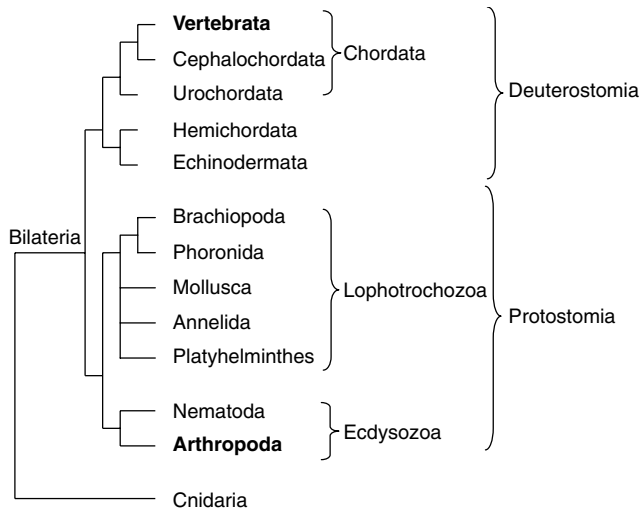 Vertebrata
Cephalochordata
Chordata
Urochordata
Deuterostomia
Hemichordata
Echinodermata
Brachiopoda
Bilateria
Phoronida
Mollusca
Lophotrochozoa
Annelida
Protostomia
Platyhelminthes
Nematoda
Ecdysozoa
Arthropoda
Cnidaria